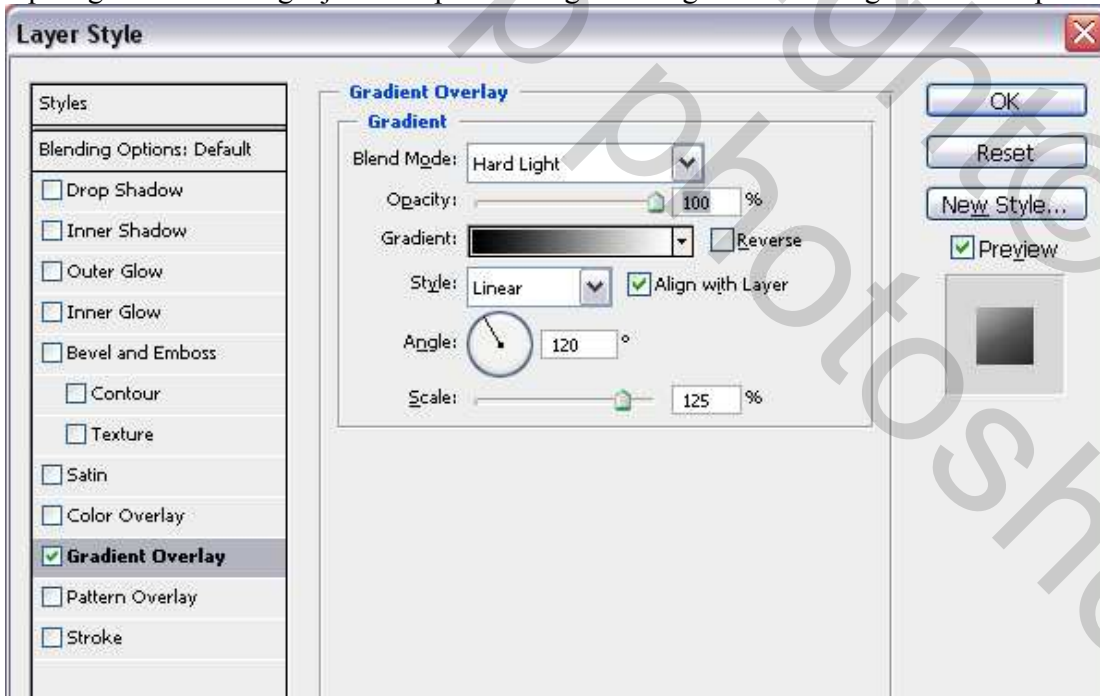 Layer Style
Styles
Blending Options: Default
Drop Shadow
Inner Shadow
Outer Glow
Inner Glow
Bevel and Emboss
Contour
Texture
Satin
Color Overlay
Gradient Overlay
Pattern Overlay
Stroke
Gradient Overlay
Gradient
Blend Mode: Hard Light
Opacity: 100 %
Gradient: Reverse
Style: Linear Align with Layer
Angle: 120 °
Scale: 125 %
OK
Reset
New Style...
Preview